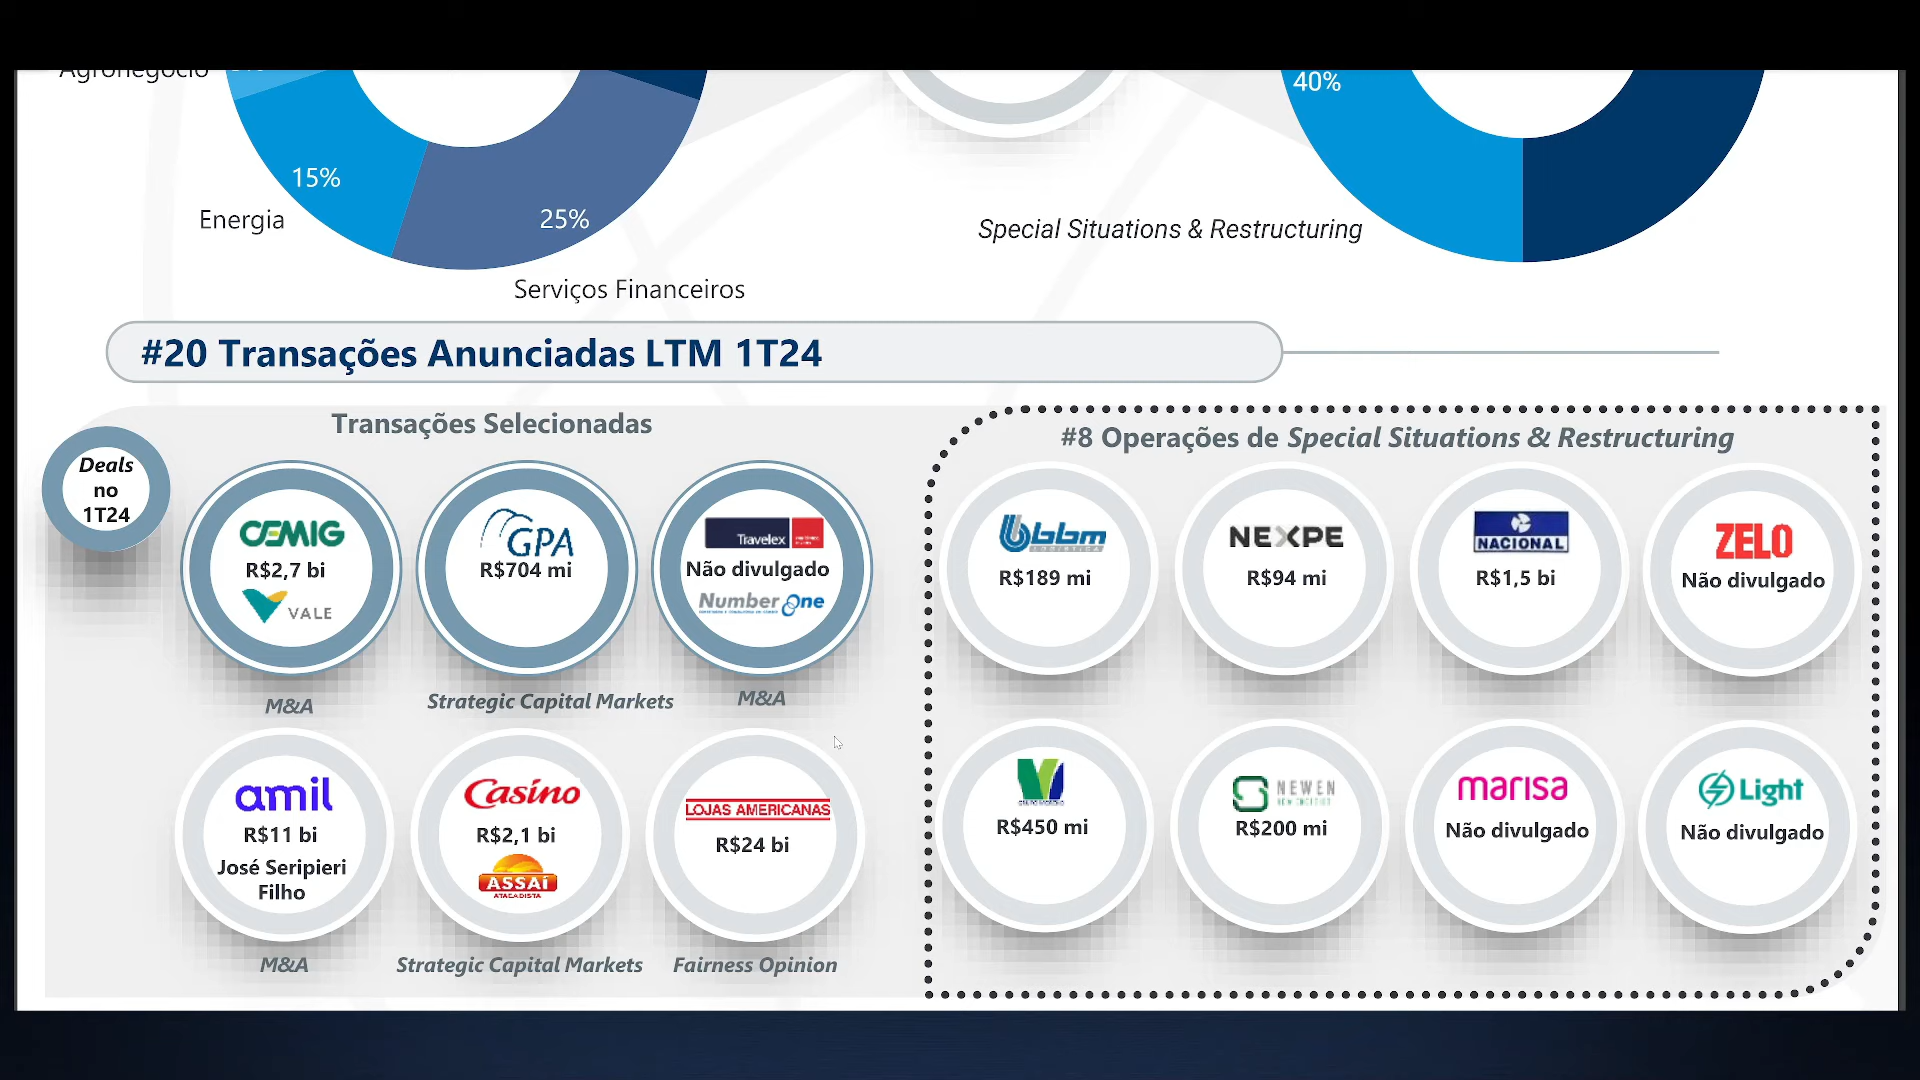 Agronegócio
40%
15%
Energia
25%
Special Situations & Restructuring
Serviços Financeiros
#20 Transações Anunciadas LTM 1T24
Transações Selecionadas
#8 Operações de Special Situations & Restructuring
Deals
no
1T24
CEMIG
R$2,7 bi
VALE
GPA
R$704 mi
Travelex
Não divulgado
Number One
bbm
LOGÍSTICA
R$189 mi
NEXPE
R$94 mi
NACIONAL
R$1,5 bi
ZELO
Não divulgado
M&A
Strategic Capital Markets
M&A
amil
R$11 bi
José Seripieri
Filho
Casino
R$2,1 bi
ASSAÍ
ATACADISTA
LOJAS AMERICANAS
R$24 bi
R$450 mi
NEWEN
R$200 mi
marisa
Não divulgado
Light
Não divulgado
M&A
Strategic Capital Markets
Fairness Opinion